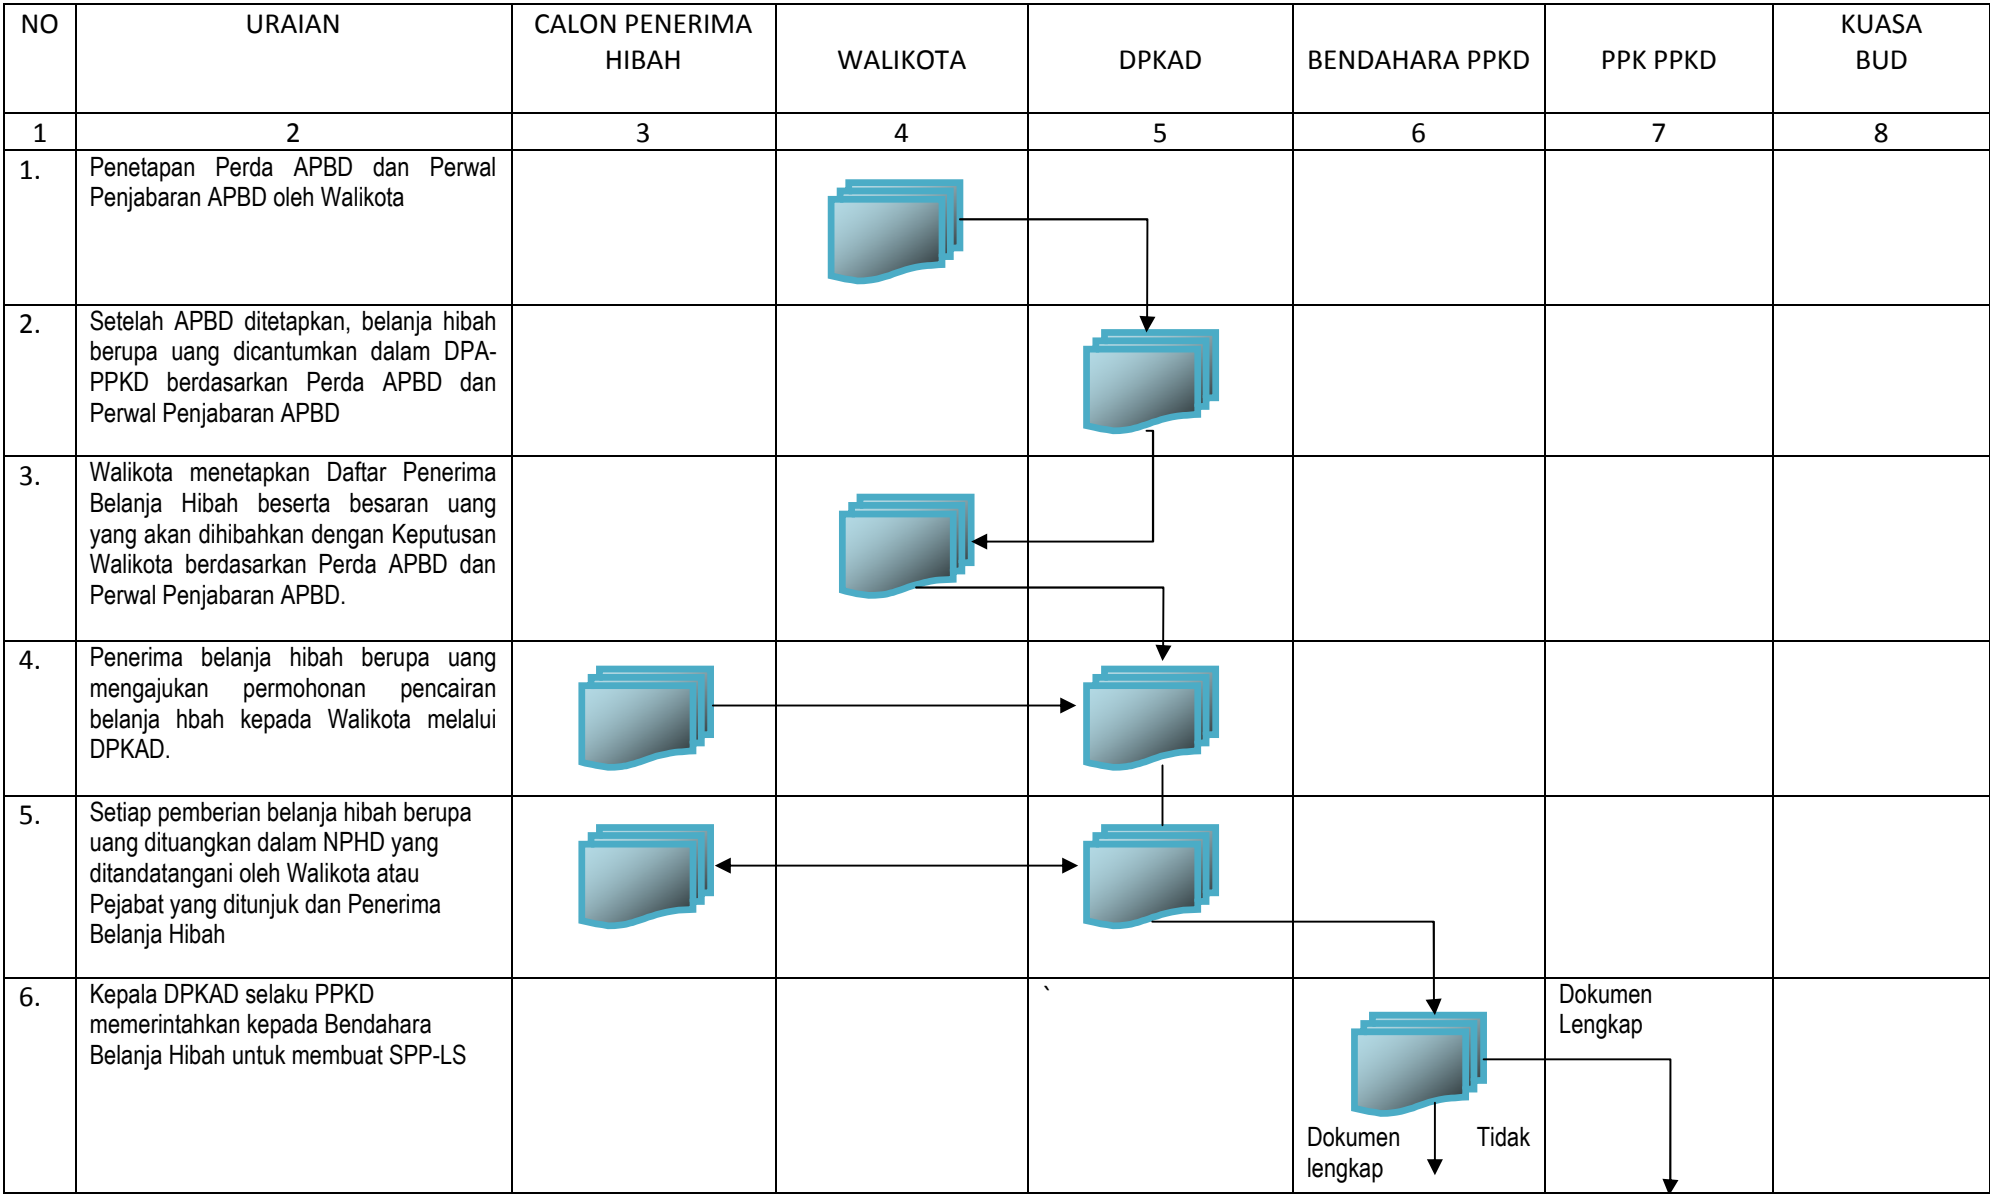 NO
URAIAN
CALON PENERIMA
HIBAH
WALIKOTA
DPKAD
BENDAHARA PPKD
PPK PPKD
KUASA
BUD
1
2
3
4
5
6
7
8
1.
Penetapan Perda APBD dan Perwal
Penjabaran APBD oleh Walikota
2.
Setelah APBD ditetapkan, belanja hibah
berupa uang dicantumkan dalam DPA-
PPKD berdasarkan Perda APBD dan
Perwal Penjabaran APBD
3.
Walikota menetapkan Daftar Penerima
Belanja Hibah beserta besaran uang
yang akan dihibahkan dengan Keputusan
Walikota berdasarkan Perda APBD dan
Perwal Penjabaran APBD.
4.
Penerima belanja hibah berupa uang
mengajukan permohonan pencairan
belanja hbah kepada Walikota melalui
DPKAD.
5.
Setiap pemberian belanja hibah berupa
uang dituangkan dalam NPHD yang
ditandatangani oleh Walikota atau
Pejabat yang ditunjuk dan Penerima
Belanja Hibah
6.
Kepala DPKAD selaku PPKD
memerintahkan kepada Bendahara
Belanja Hibah untuk membuat SPP-LS
`
Dokumen Tidak
lengkap
Dokumen
Lengkap